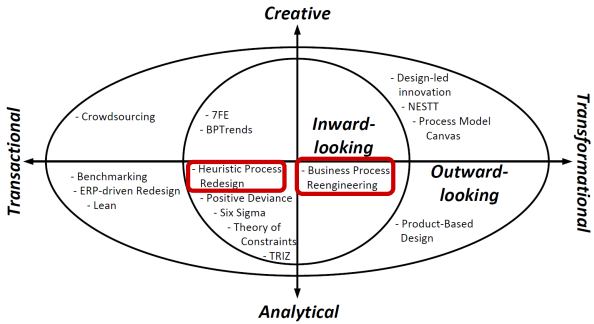 Creative
- Crowdsourcing
- 7FE
- BPTrends
- Design-led
innovation
- NESTT
- Process Model
Canvas
Inward-
looking
Transactional
Transformational
- Benchmarking
- ERP-driven Redesign
- Lean
- Heuristic Process
Redesign
- Positive Deviance
- Six Sigma
- Theory of
Constraints
- TRIZ
- Business Process
Reengineering
Outward-
looking
- Product-Based
Design
Analytical